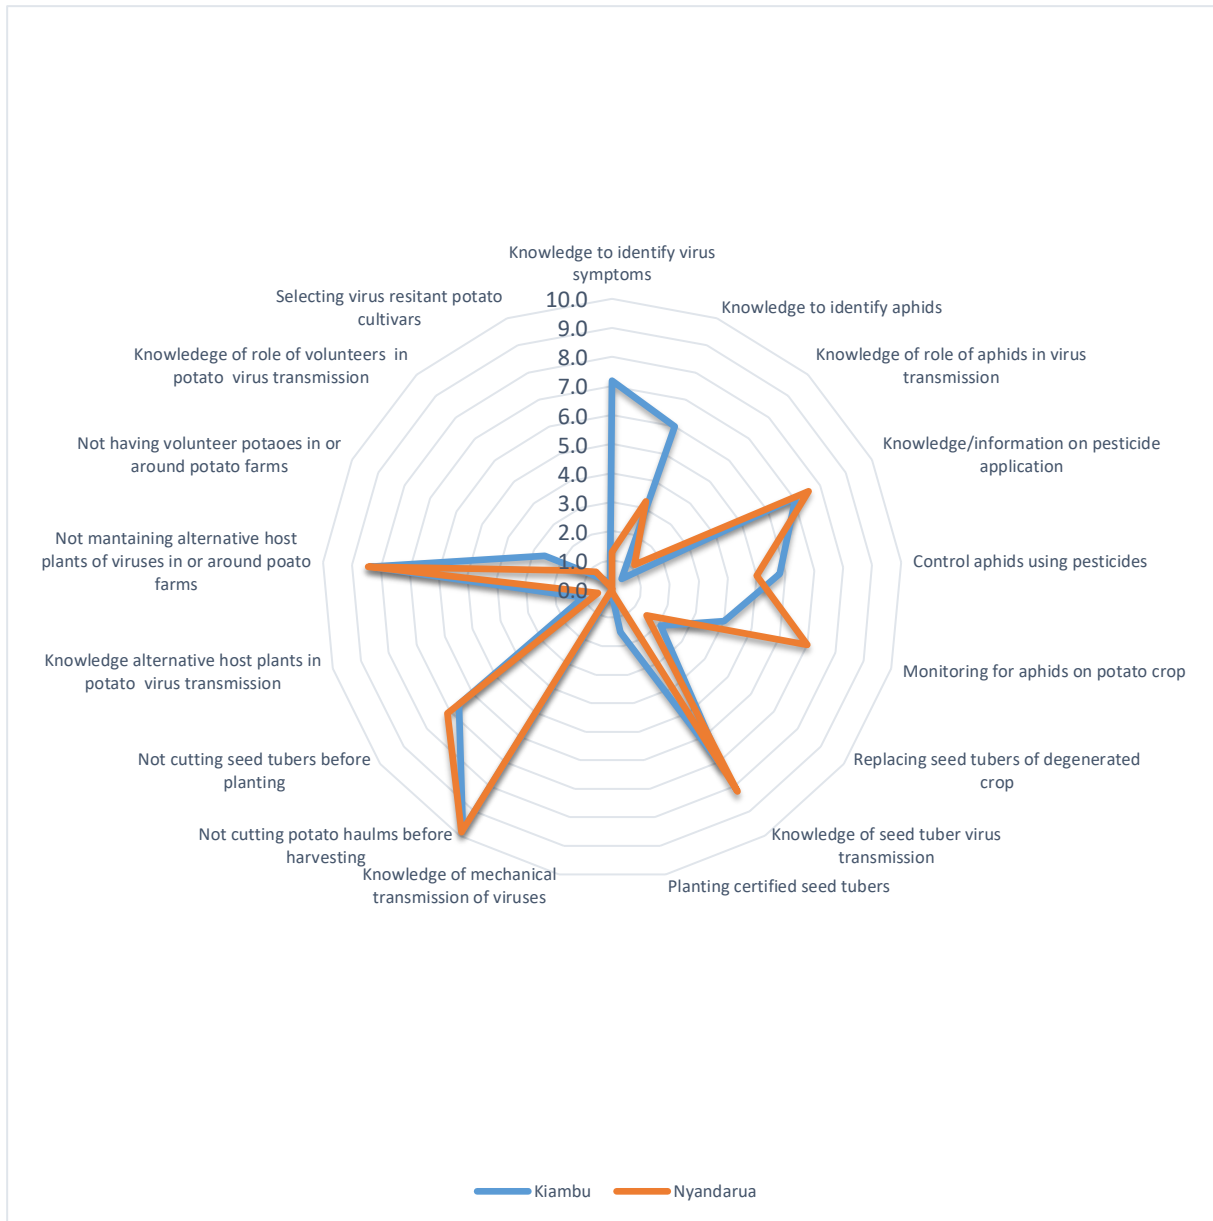 Knowledge to identify virus
symptoms
Knowledge to identify aphids
Knowledge of role of aphids in virus
transmission
Knowledge/information on pesticide
application
Control aphids using pesticides
Monitoring for aphids on potato crop
Replacing seed tubers of degenerated
crop
Knowledge of seed tuber virus
transmission
Planting certified seed tubers
Knowledge of mechanical
transmission of viruses
Not cutting potato haulms before
harvesting
Not cutting seed tubers before
planting
Knowledge alternative host plants in
potato virus transmission
Not mantaining alternative host
plants of viruses in or around poato
farms
Not having volunteer potaoes in or
around potato farms
Knowledege of role of volunteers in
potato virus transmission
Selecting virus resitant potato
cultivars
10.0
9.0
8.0
7.0
6.0
5.0
4.0
3.0
2.0
1.0
0.0
Kiambu
Nyandarua